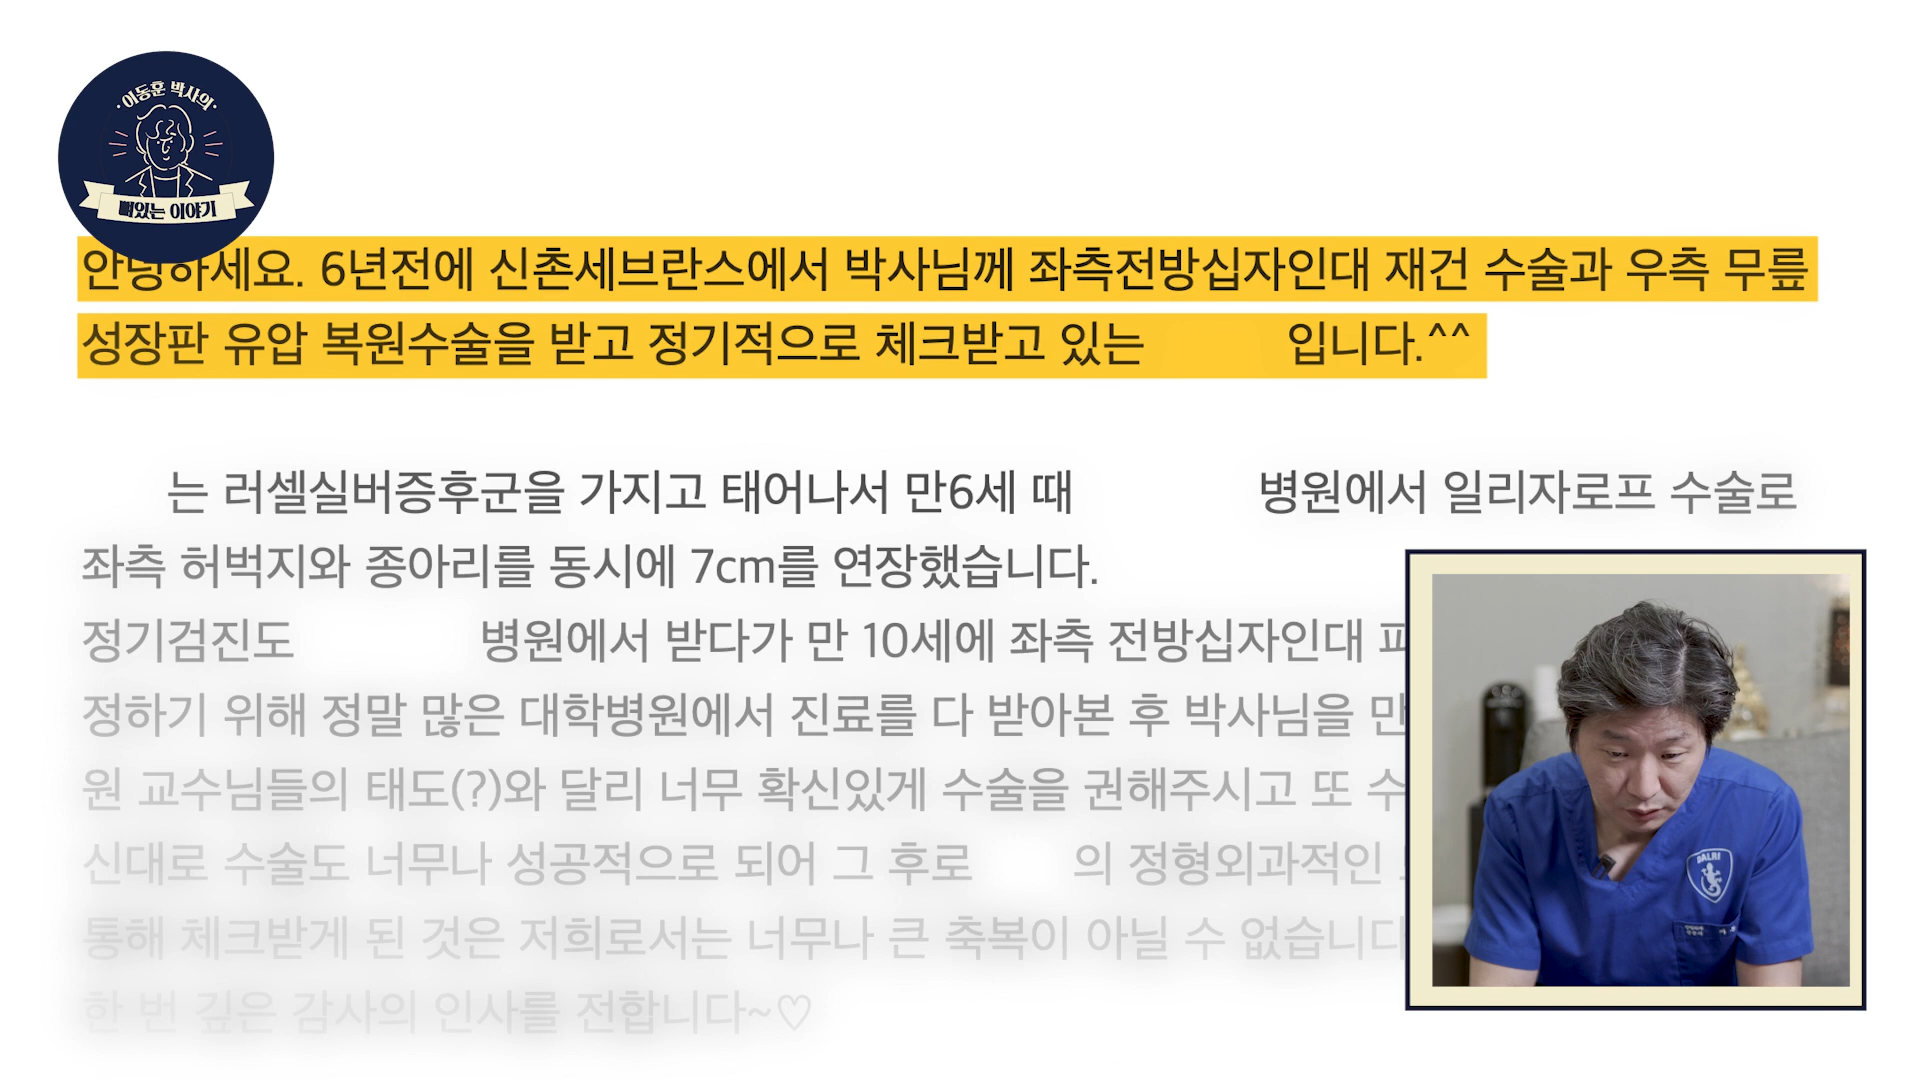 ·이동훈 박사의·
뼈있는 이야기
안녕하세요. 6년전에 신촌세브란스에서 박사님께 좌측전방십자인대 재건 수술과 우측 무릎
성장판 유압 복원수술을 받고 정기적으로 체크받고 있는 입니다.^^
는 러셀실버증후군을 가지고 태어나서 만6세 때 병원에서 일리자로프 수술로
좌측 허벅지와 종아리를 동시에 7cm를 연장했습니다.
정기검진도 병원에서 받다가 만 10세에 좌측 전방십자인대
정하기 위해 정말 많은 대학병원에서 진료를 다 받아본 후 박사님을
원 교수님들의 태도(?)와 달리 너무 확신있게 수술을 권해주시고 또 수
신대로 수술도 너무나 성공적으로 되어 그 후로 의 정형외과적인
통해 체크받게 된 것은 저희로서는 너무나 큰 축복이 아닐 수 없습니다
한 번 깊은 감사의 인사를 전합니다~♡
DALRI